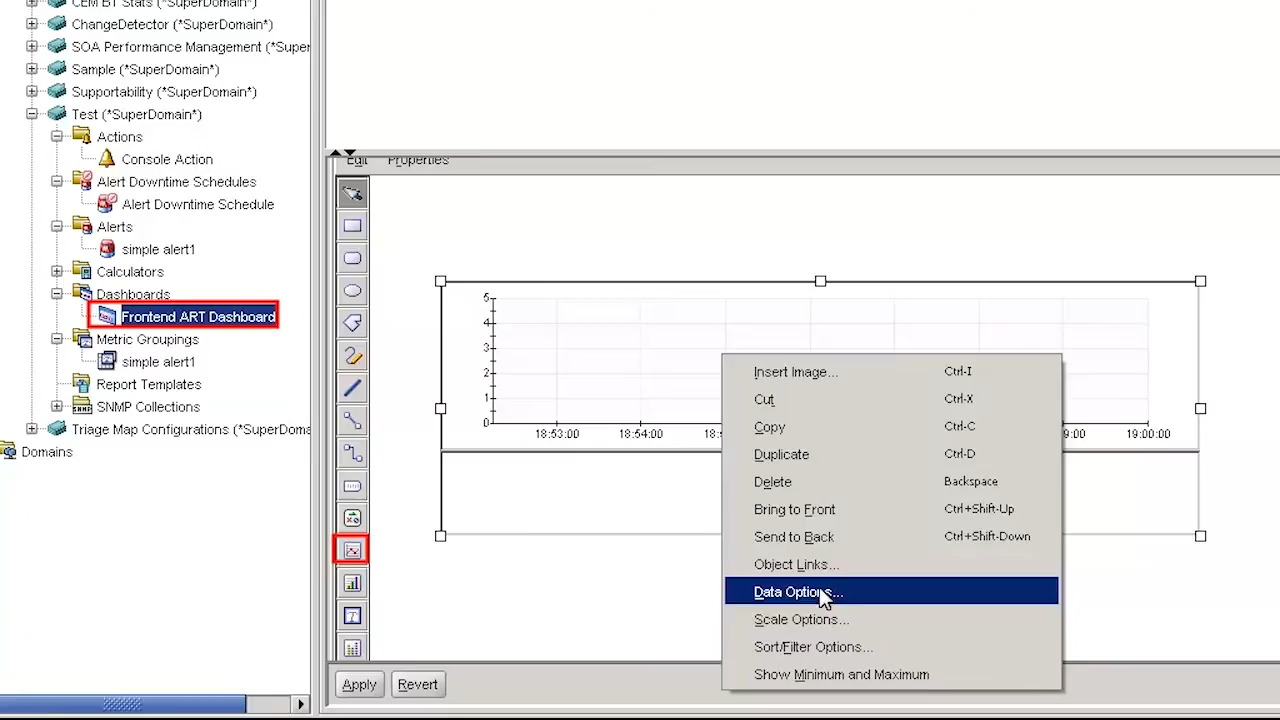 CEM BT Stats (*SuperDomain*)
ChangeDetector (*SuperDomain*)
SOA Performance Management (*Super
Sample (*SuperDomain*)
Supportability (*SuperDomain*)
Test (*SuperDomain*)
Actions
Console Action
Alert Downtime Schedules
Alert Downtime Schedule
Alerts
simple alert1
Calculators
Dashboards
Frontend ART Dashboard
Metric Groupings
simple alert1
Report Templates
SNMP Collections
Triage Map Configurations (*SuperDoma
Domains
Edit Properties
5
4
3
2
1
0
18:53:00 18:54:00 18: 9:00 19:00:00
Insert Image... Ctrl-I
Cut Ctrl-X
Copy Ctrl-C
Duplicate Ctrl-D
Delete Backspace
Bring to Front Ctrl+Shift-Up
Send to Back Ctrl+Shift-Down
Object Links...
Data Options...
Scale Options...
Sort/Filter Options...
Show Minimum and Maximum
Apply Revert